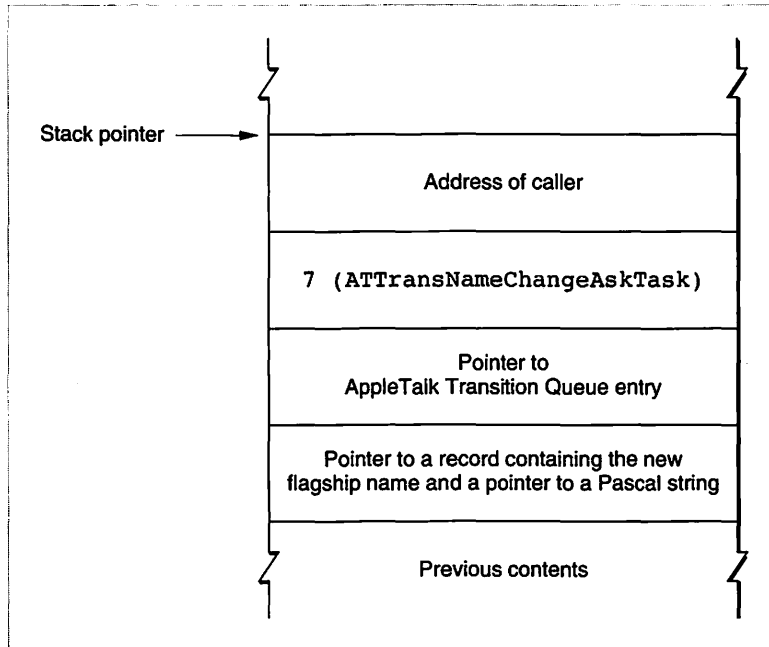 Stack pointer
Address of caller
7 (ATTransNameChangeAskTask)
Pointer to
AppleTalk Transition Queue entry
Pointer to a record containing the new
flagship name and a pointer to a Pascal string
Previous contents